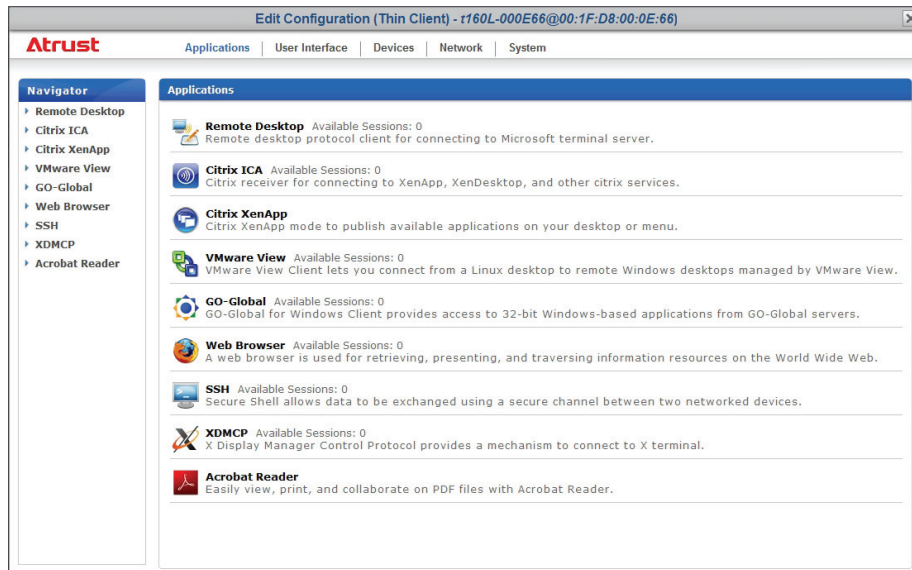 Edit Configuration (Thin Client) - t160L-000E66@00:1F:D8:00:0E:66)
Atrust
Applications | User Interface | Devices | Network | System
Navigator
Remote Desktop
Citrix ICA
Citrix XenApp
VMware View
GO-Global
Web Browser
SSH
XDMCP
Acrobat Reader
Applications
Remote Desktop Available Sessions: 0
Remote desktop protocol client for connecting to Microsoft terminal server.
Citrix ICA Available Sessions: 0
Citrix receiver for connecting to XenApp, XenDesktop, and other citrix services.
Citrix XenApp
Citrix XenApp mode to publish available applications on your desktop or menu.
VMware View Available Sessions: 0
VMware View Client lets you connect from a Linux desktop to remote Windows desktops managed by VMware View.
GO-Global Available Sessions: 0
GO-Global for Windows Client provides access to 32-bit Windows-based applications from GO-Global servers.
Web Browser Available Sessions: 0
A web browser is used for retrieving, presenting, and traversing information resources on the World Wide Web.
SSH Available Sessions: 0
Secure Shell allows data to be exchanged using a secure channel between two networked devices.
XDMCP Available Sessions: 0
X Display Manager Control Protocol provides a mechanism to connect to X terminal.
Acrobat Reader
Easily view, print, and collaborate on PDF files with Acrobat Reader.